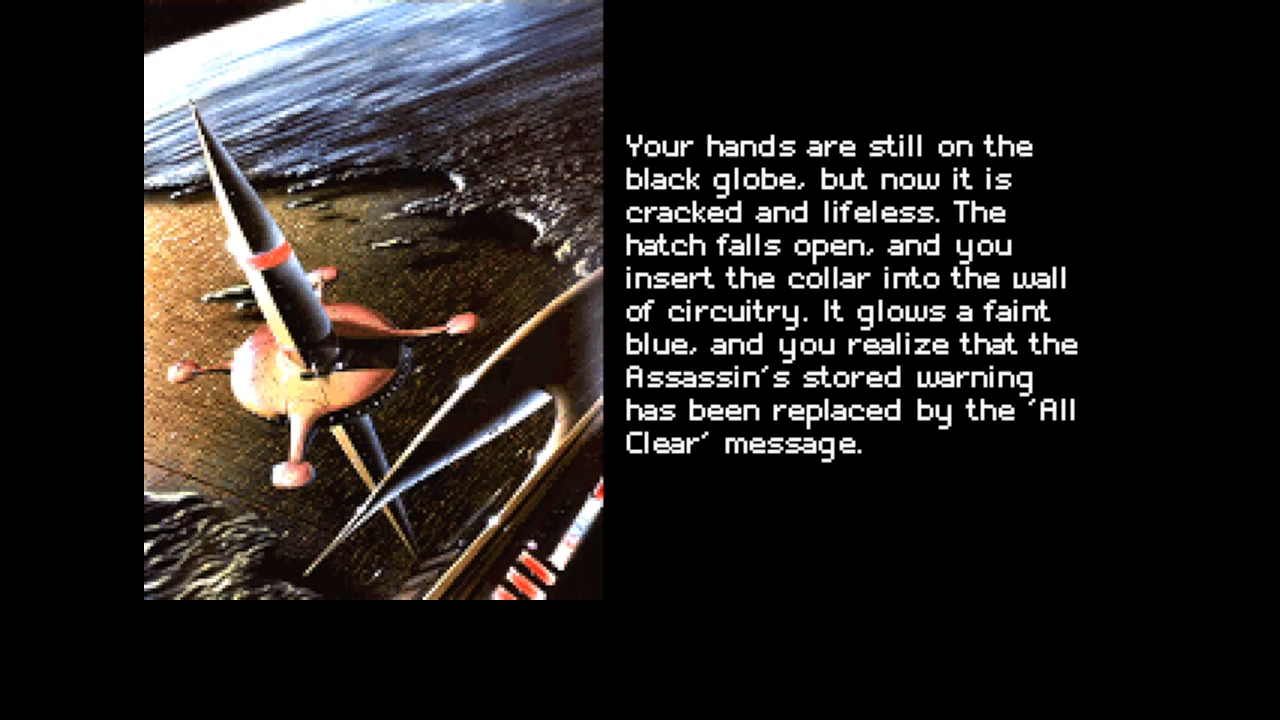 Your hands are still on the
black globe, but now it is
cracked and lifeless. The
hatch falls open, and you
insert the collar into the wall
of circuitry. It glows a faint
blue, and you realize that the
Assassin's stored warning
has been replaced by the 'All
Clear' message.